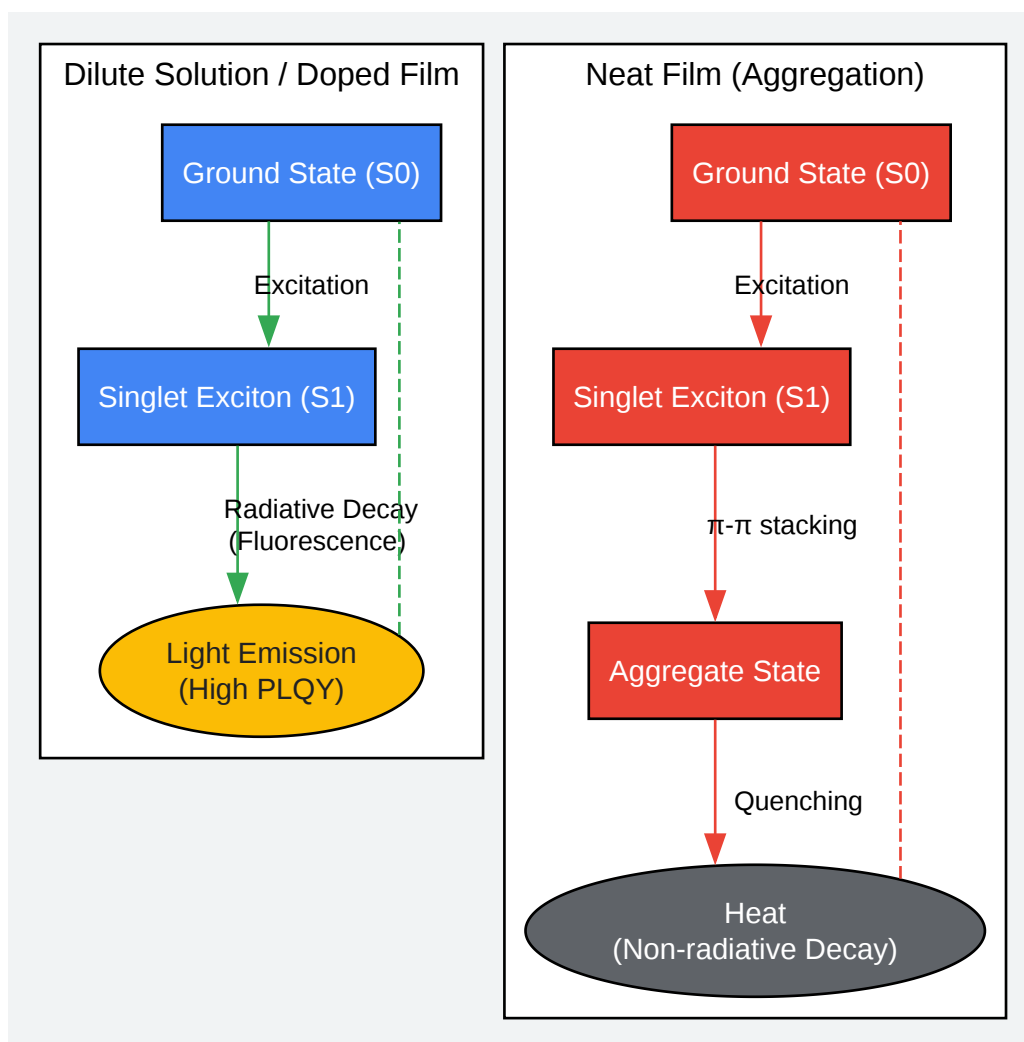 Dilute Solution / Doped Film
Ground State (S0)
Excitation
Singlet Exciton (S1)
Radiative Decay
(Fluorescence)
Light Emission
(High PLQY)
Neat Film (Aggregation)
Ground State (S0)
Excitation
Singlet Exciton (S1)
π-π stacking
Aggregate State
Quenching
Heat
(Non-radiative Decay)